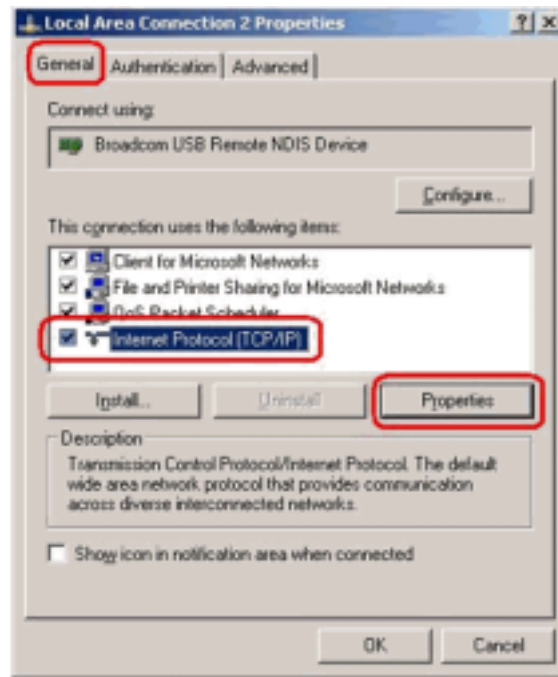 Local Area Connection 2 Properties
General Authentication Advanced
Connect using:
Broadcom USB Remote NDIS Device
Configure...
This connection uses the following items:
Client for Microsoft Networks
File and Printer Sharing for Microsoft Networks
QoS Packet Scheduler
Internet Protocol (TCP/IP)
Install... Uninstall Properties
Description
Transmission Control Protocol/Internet Protocol. The default
wide area network protocol that provides communication
across diverse interconnected networks.
Show icon in notification area when connected
OK Cancel